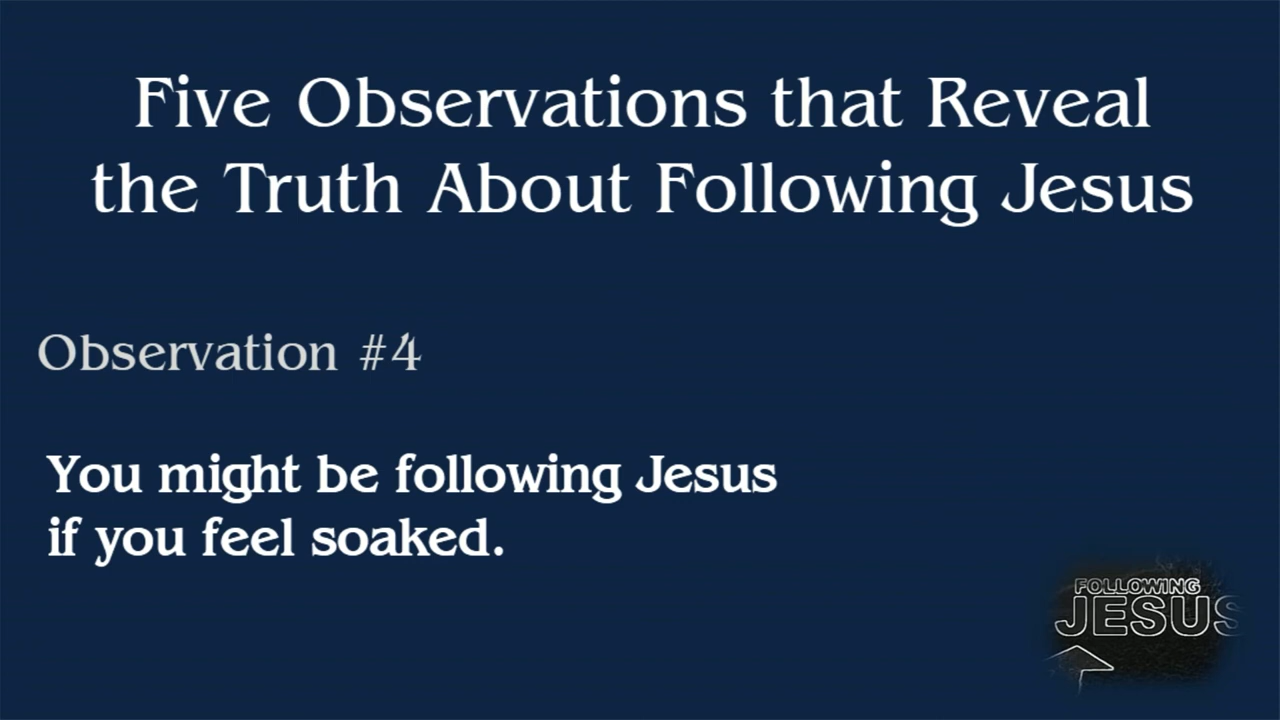 Five Observations that Reveal
the Truth About Following Jesus
Observation #4
You might be following Jesus
if you feel soaked.
FOLLOWING
JESUS